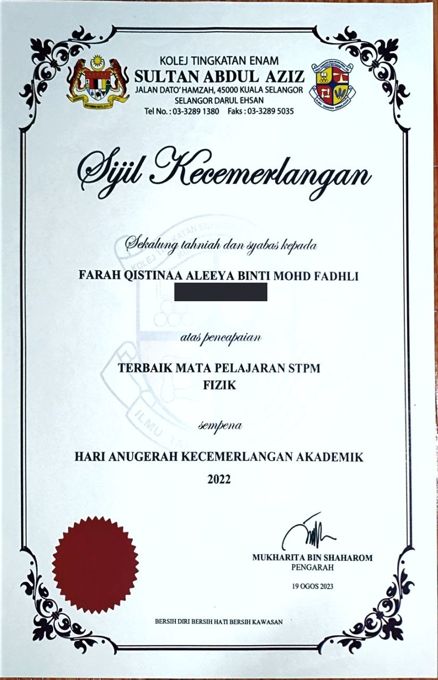 KOLEJ TINGKATAN ENAM
SULTAN ABDUL AZIZ
JALAN DATO' HAMZAH, 45000 KUALA SELANGOR
SELANGOR DARUL EHSAN
Tel No. : 03-3289 1380 Faks : 03-3289 5035
Sijil Kecemerlangan
Sekalung tahniah dan syabas kepada
FARAH QISTINAA ALEEYA BINTI MOHD FADHLI
atas pencapaian
TERBAIK MATA PELAJARAN STPM
FIZIK
sempena
HARI ANUGERAH KECEMERLANGAN AKADEMIK
2022
MUKHARITA BIN SHAHAROM
PENGARAH
19 OGOS 2023
BERSIH DIRI BERSIH HATI BERSIH KAWASAN